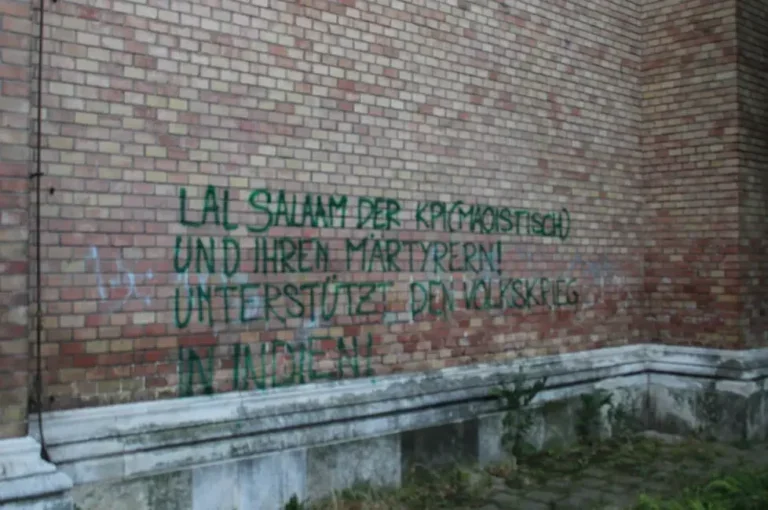 LAL SALAAM DER KPI(MAOISTISCH)
UND IHREN MÄRTYRERN!
UNTERSTÜTZT DEN VOLKSKRIEG
IN INDIEN!